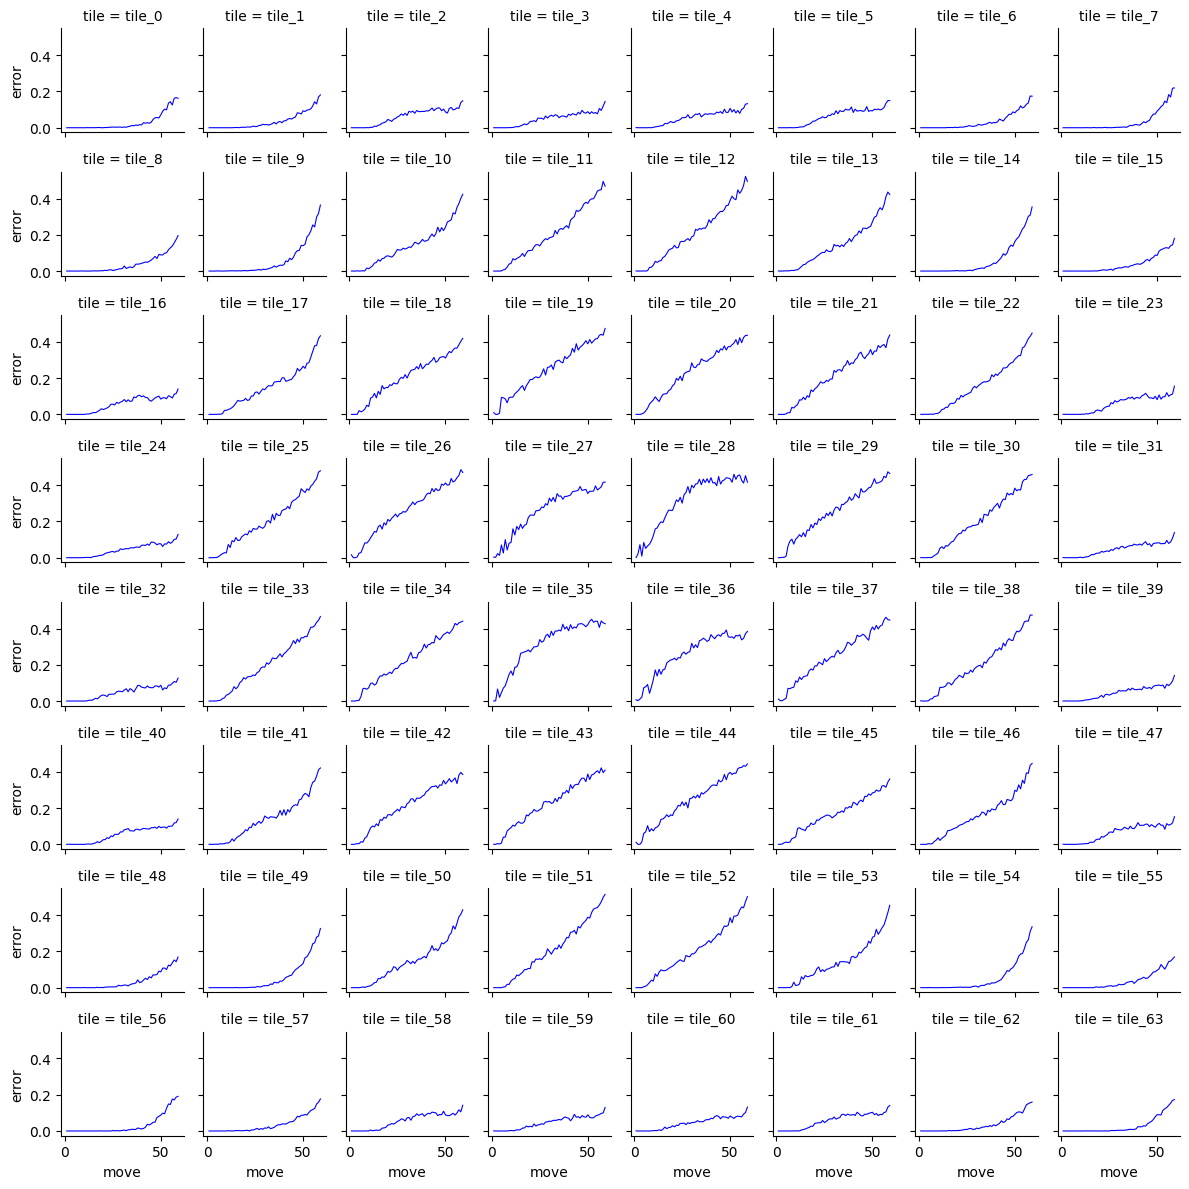 tile = tile_0 tile = tile_1 tile = tile_2 tile = tile_3 tile = tile_4 tile = tile_5 tile = tile_6 tile = tile_7
0.4
0.2
0.0
error
tile = tile_8 tile = tile_9 tile = tile_10 tile = tile_11 tile = tile_12 tile = tile_13 tile = tile_14 tile = tile_15
0.4
0.2
0.0
error
tile = tile_16 tile = tile_17 tile = tile_18 tile = tile_19 tile = tile_20 tile = tile_21 tile = tile_22 tile = tile_23
0.4
0.2
0.0
error
tile = tile_24 tile = tile_25 tile = tile_26 tile = tile_27 tile = tile_28 tile = tile_29 tile = tile_30 tile = tile_31
0.4
0.2
0.0
error
tile = tile_32 tile = tile_33 tile = tile_34 tile = tile_35 tile = tile_36 tile = tile_37 tile = tile_38 tile = tile_39
0.4
0.2
0.0
error
tile = tile_40 tile = tile_41 tile = tile_42 tile = tile_43 tile = tile_44 tile = tile_45 tile = tile_46 tile = tile_47
0.4
0.2
0.0
error
tile = tile_48 tile = tile_49 tile = tile_50 tile = tile_51 tile = tile_52 tile = tile_53 tile = tile_54 tile = tile_55
0.4
0.2
0.0
error
tile = tile_56 tile = tile_57 tile = tile_58 tile = tile_59 tile = tile_60 tile = tile_61 tile = tile_62 tile = tile_63
0.4
0.2
0.0
error
0 50 0 50 0 50 0 50 0 50 0 50 0 50 0 50
move move move move move move move move